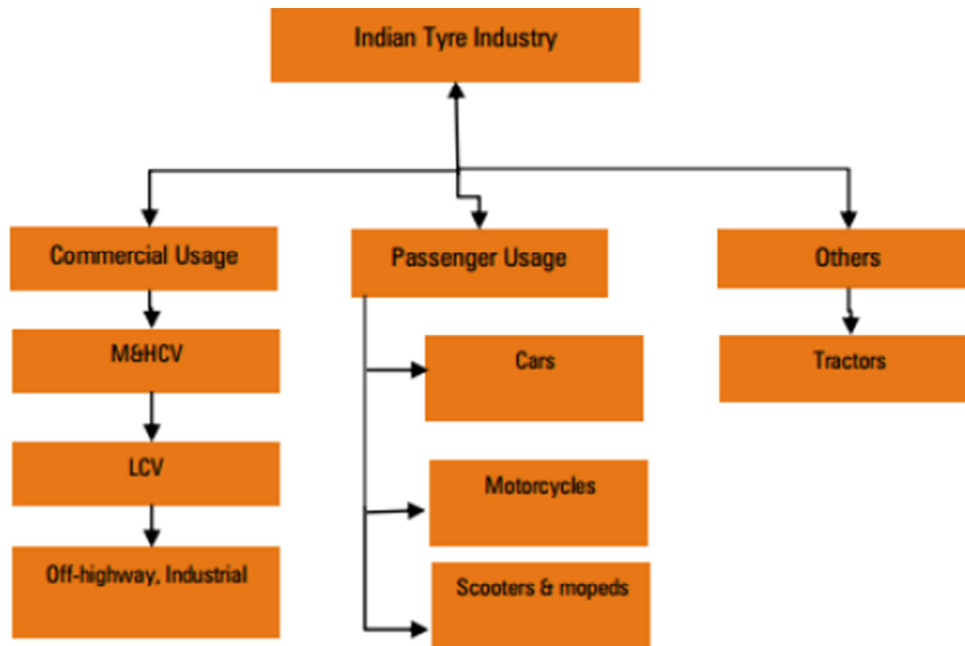 Indian Tyre Industry
Commercial Usage
Passenger Usage
Others
M&HCV
Cars
Tractors
LCV
Motorcycles
Off-highway, Industrial
Scooters & mopeds